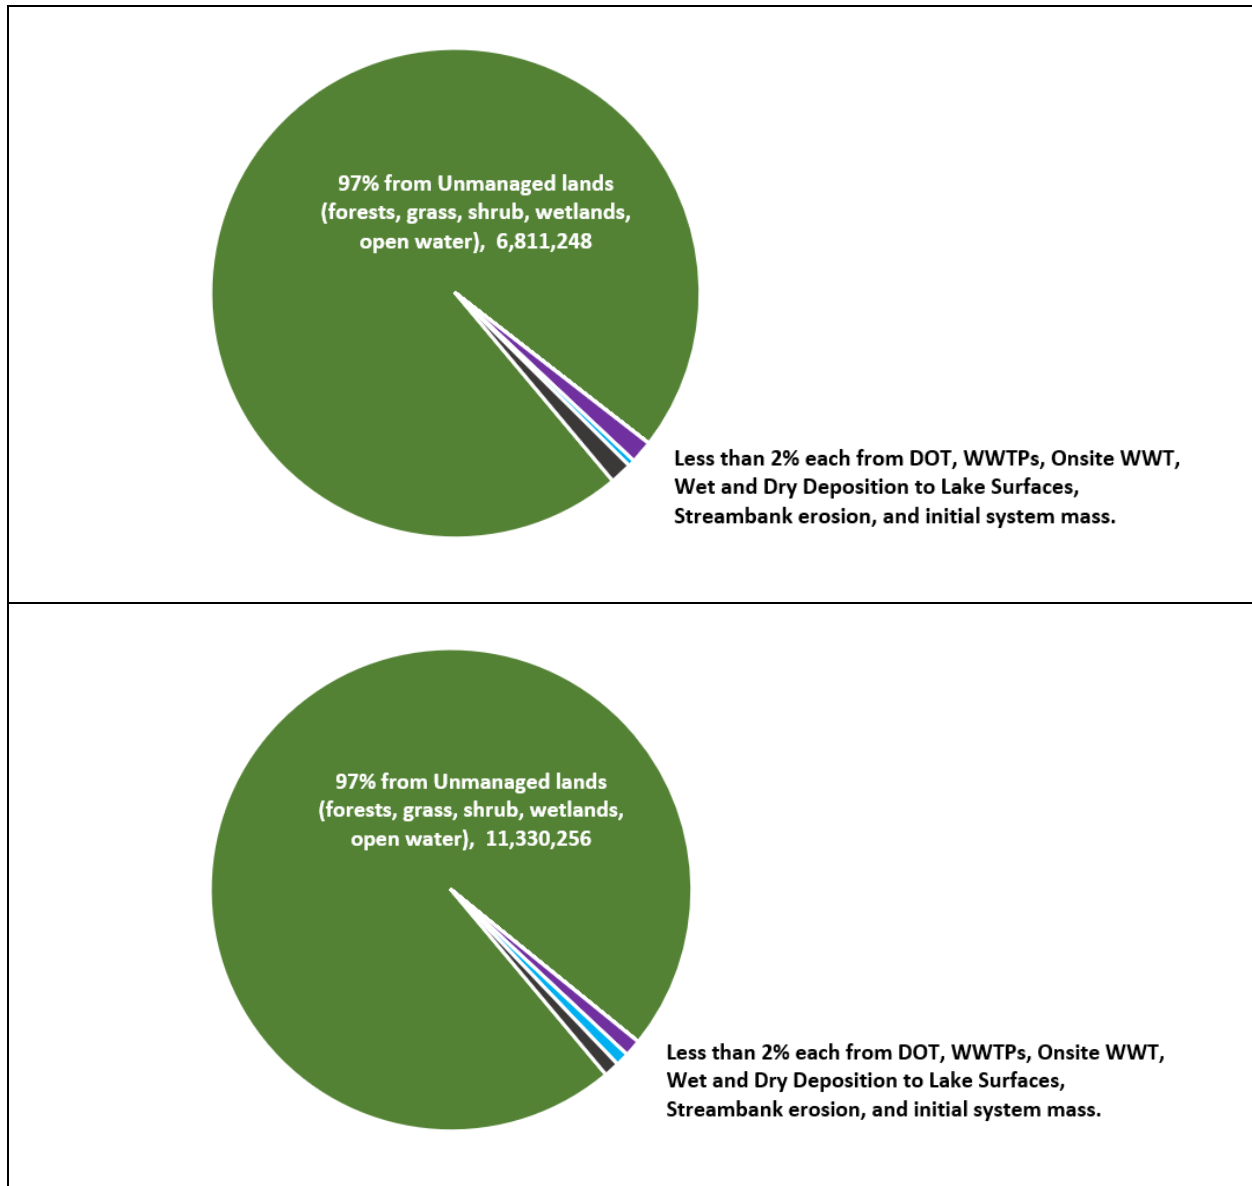 97% from Unmanaged lands
(forests, grass, shrub, wetlands,
open water),  6,811,248
Less than 2% each from DOT, WWTPs, Onsite WWT,
Wet and Dry Deposition to Lake Surfaces,
Streambank erosion, and initial system mass.
97% from Unmanaged lands
(forests, grass, shrub, wetlands,
open water),  11,330,256
Less than 2% each from DOT, WWTPs, Onsite WWT,
Wet and Dry Deposition to Lake Surfaces,
Streambank erosion, and initial system mass.